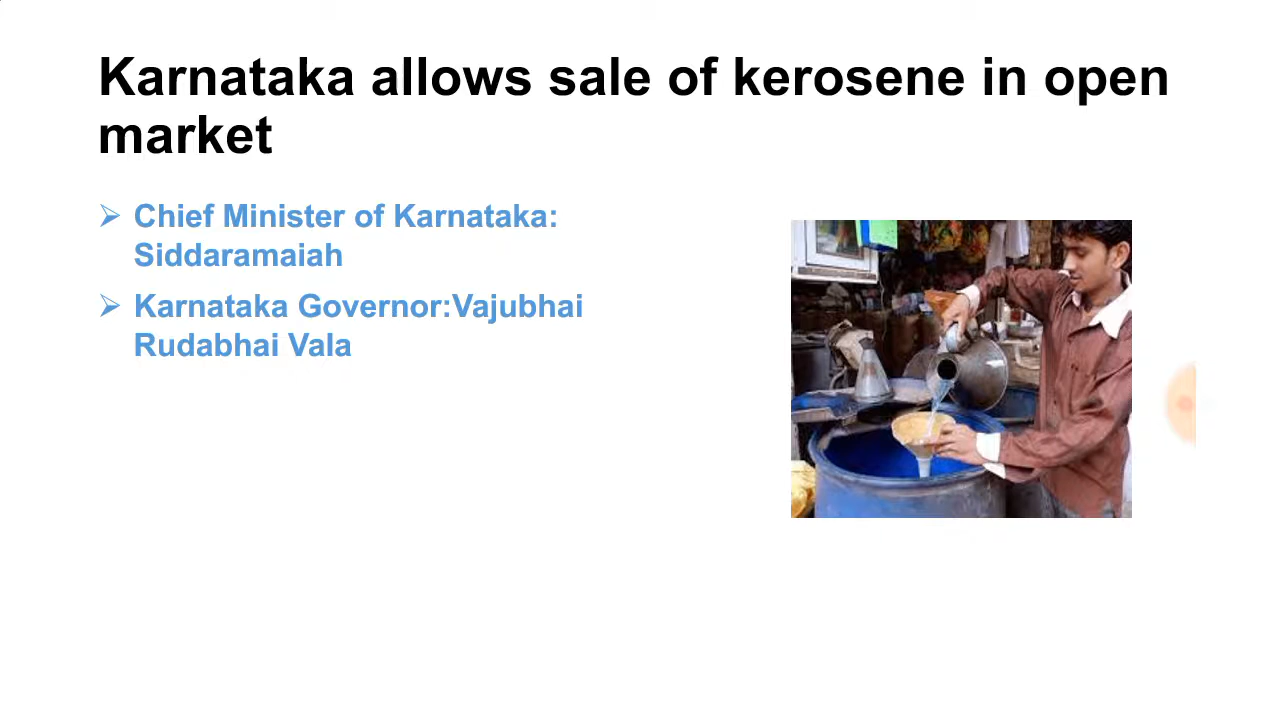 Karnataka allows sale of kerosene in open
market
➢ Chief Minister of Karnataka:
Siddaramaiah
➢ Karnataka Governor:Vajubhai
Rudabhai Vala